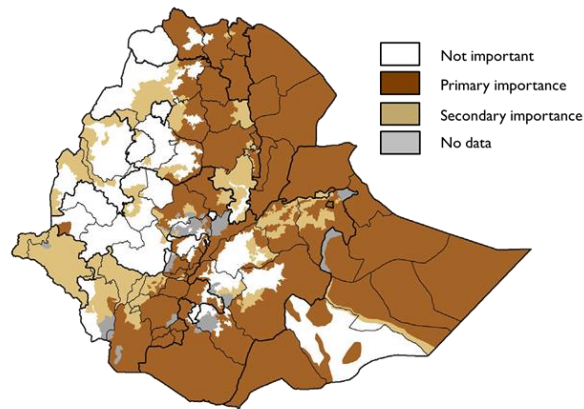 Not important
Primary importance
Secondary importance
No data